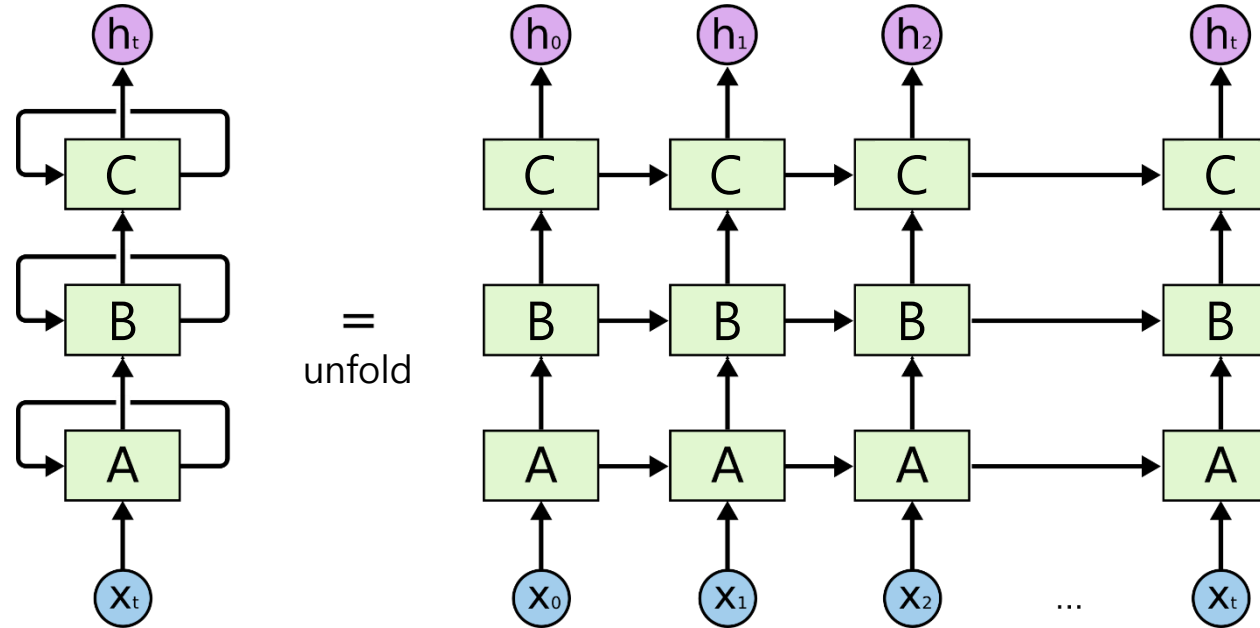 hₜ h₀ h₁ h₂ hₜ
C C C C C
B B B B B
=
unfold
A A A A A
xₜ x₀ x₁ x₂ ... xₜ